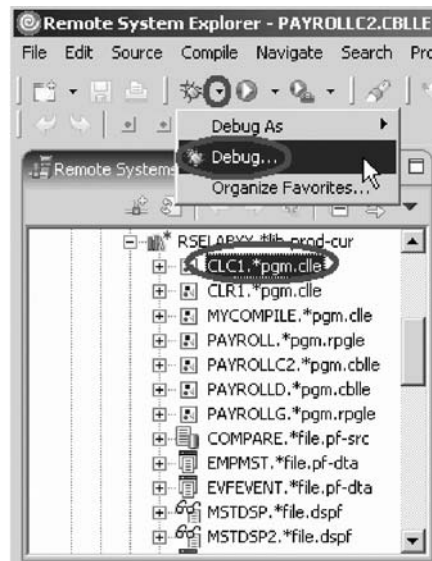 Remote System Explorer - PAYROLLC2.CBLLE
File Edit Source Compile Navigate Search Pro
Debug As
Debug...
Remote Systems
Organize Favorites...
RSELABXX.*lib.prod-cur
CLC1.*pgm.clle
CLR1.*pgm.clle
MYCOMPILE.*pgm.clle
PAYROLL.*pgm.rpgle
PAYROLLC2.*pgm.cblle
PAYROLLD.*pgm.cblle
PAYROLLG.*pgm.rpgle
COMPARE.*file.pf-src
EMPMST.*file.pf-dta
EVFEVENT.*file.pf-dta
MSTDSP.*file.dspf
MSTDSP2.*file.dspf